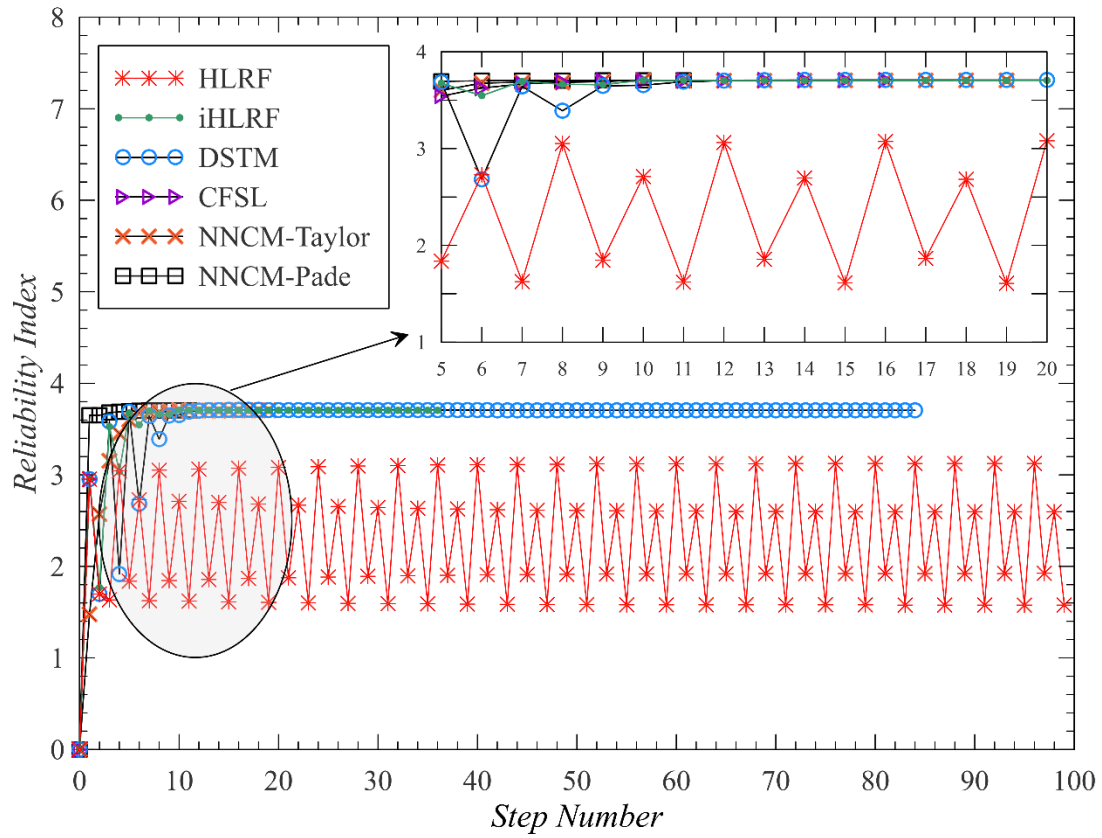 8
7
6
5
4
3
2
1
0
Reliability Index
HLRF
iHLRF
DSTM
CFSL
NNCM-Taylor
NNCM-Pade
4
3
2
1
5 6 7 8 9 10 11 12 13 14 15 16 17 18 19 20
0 10 20 30 40 50 60 70 80 90 100
Step Number